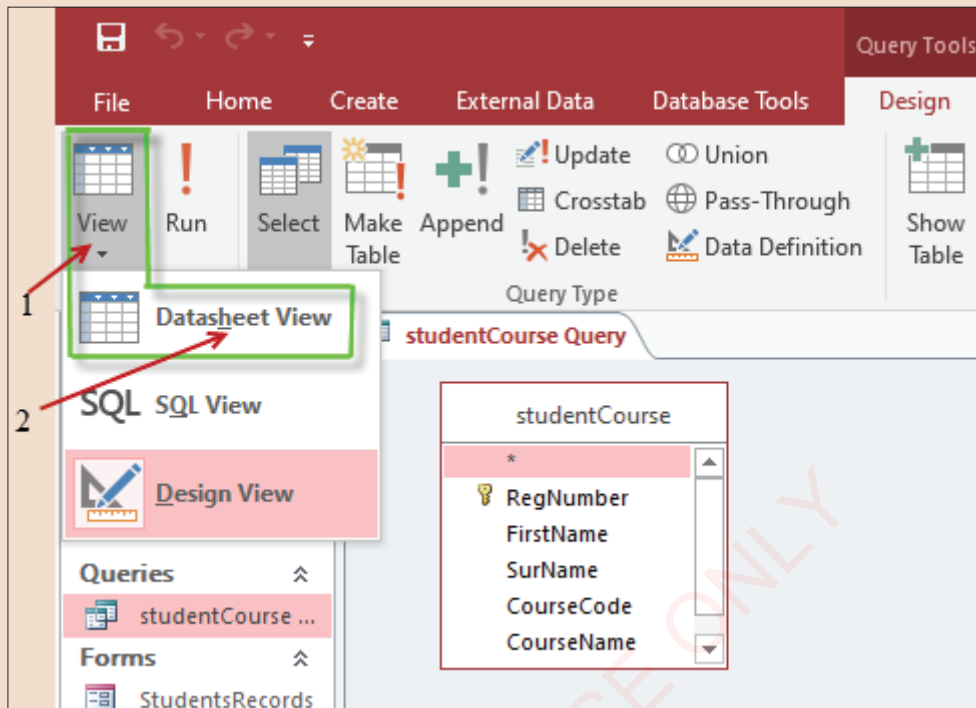 Query Tools
File Home Create External Data Database Tools Design
View Run Select Make Table Append Update Crosstab Delete Union Pass-Through Data Definition Show Table
Query Type
1
Datasheet View
studentCourse Query
2
SQL SQL View
Design View
studentCourse
*
RegNumber
FirstName
SurName
CourseCode
CourseName
Queries
studentCourse ...
Forms
StudentsRecords
ONLY